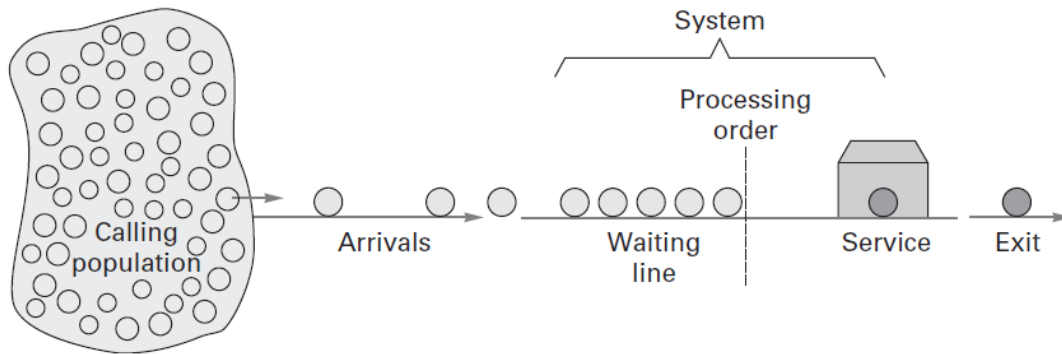 System
Processing
order
Calling
population
Arrivals
Waiting
line
Service
Exit